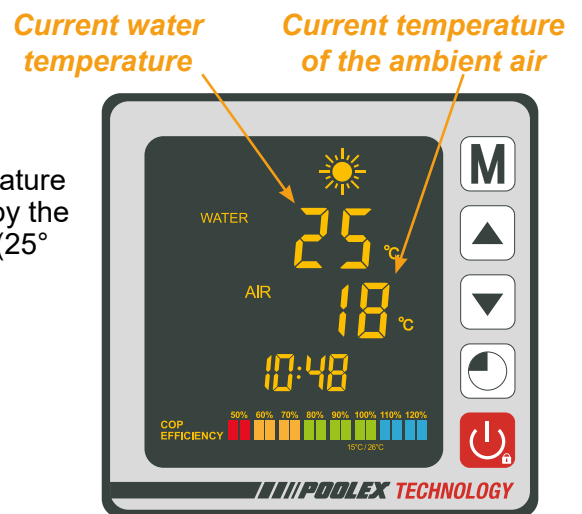 Current water
temperature
Current temperature
of the ambient air
ature
by the
(25°
M
WATER
25 °C
AIR
18 °C
10:48
50% 60% 70% 80% 90% 100% 110% 120%
COP
EFFICIENCY
15°C / 26°C
POOLEX TECHNOLOGY